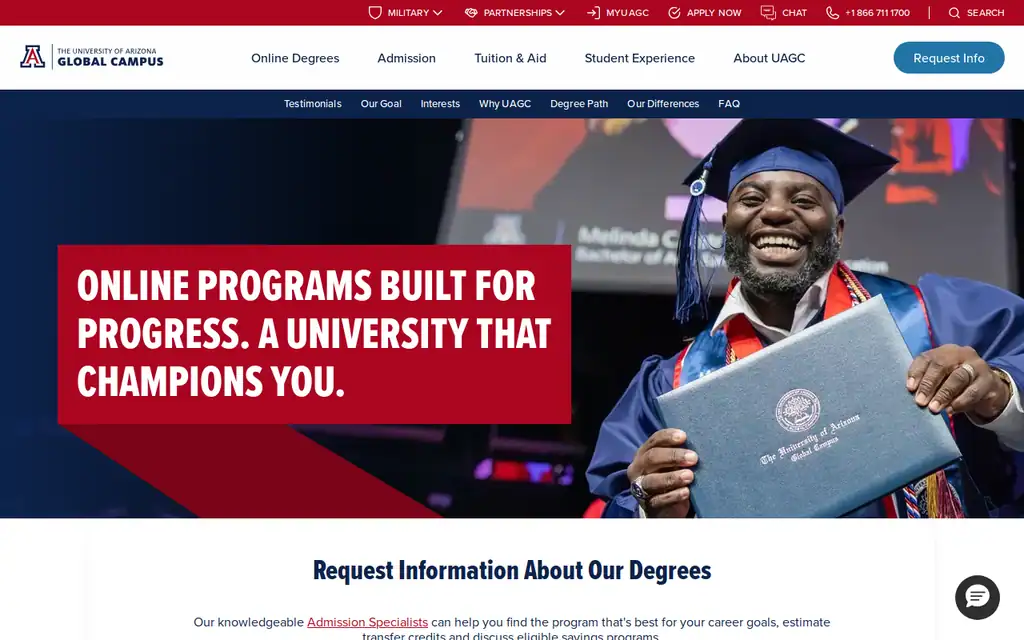 MILITARY
PARTNERSHIPS
MYUAGC
APPLY NOW
CHAT
+1 866 711 1700
SEARCH
THE UNIVERSITY OF ARIZONA
GLOBAL CAMPUS
Online Degrees
Admission
Tuition & Aid
Student Experience
About UAGC
Request Info
Testimonials
Our Goal
Interests
Why UAGC
Degree Path
Our Differences
FAQ
Melinda
Bachelor of
ONLINE PROGRAMS BUILT FOR
PROGRESS. A UNIVERSITY THAT
CHAMPIONS YOU.
The University of Arizona
Global Campus
Request Information About Our Degrees
Our knowledgeable Admission Specialists can help you find the program that's best for your career goals, estimate
transfer credits and discuss eligible savings programs.